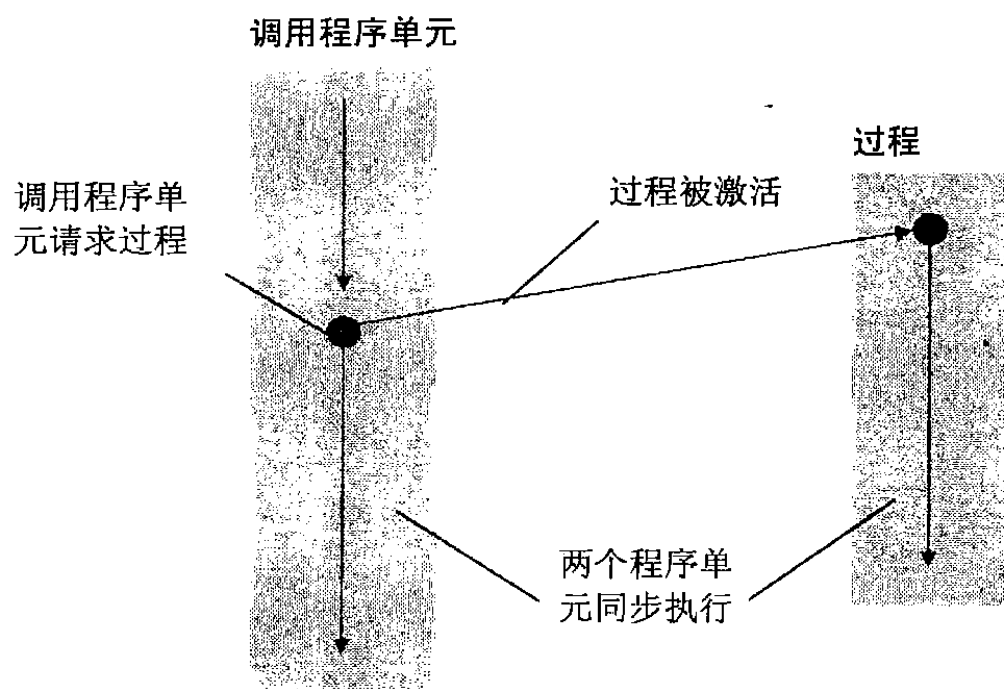 调用程序单元
过程
调用程序单
元请求过程
过程被激活
两个程序单
元同步执行